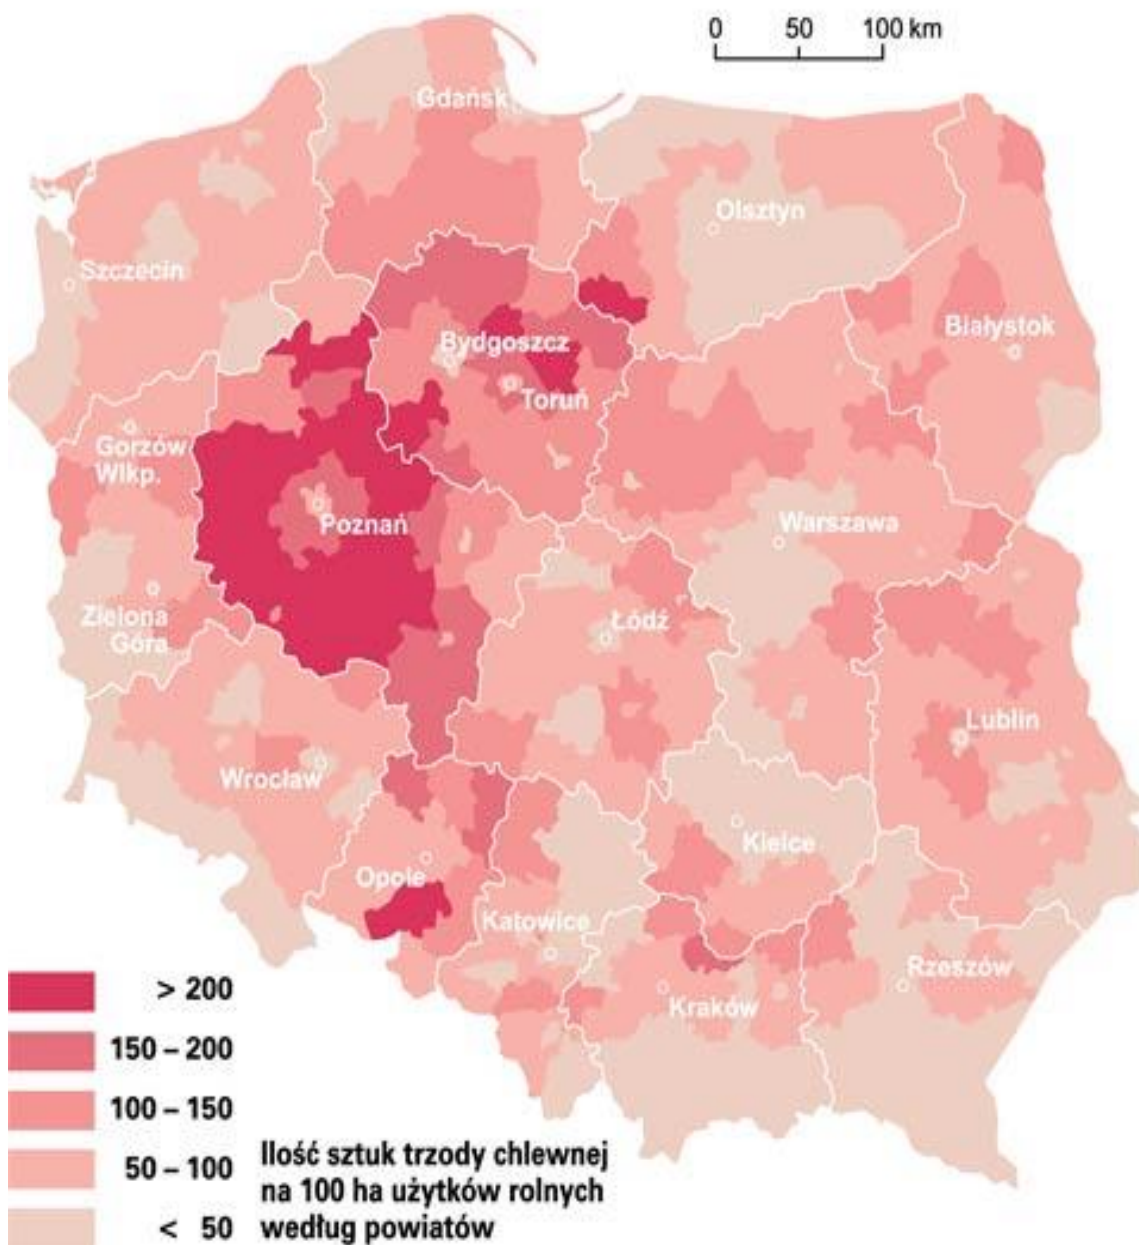 0 50 100 km
Gdańsk
Olsztyn
Szczecin
Białystok
Bydgoszcz
Toruń
Gorzów
Wlkp.
Poznań
Warszawa
Zielona
Góra
Łódź
Lublin
Wrocław
Kielce
Opole
Katowice
Rzeszów
Kraków
> 200
150 – 200
100 – 150
50 – 100
< 50
Ilość sztuk trzody chlewnej
na 100 ha użytków rolnych
według powiatów